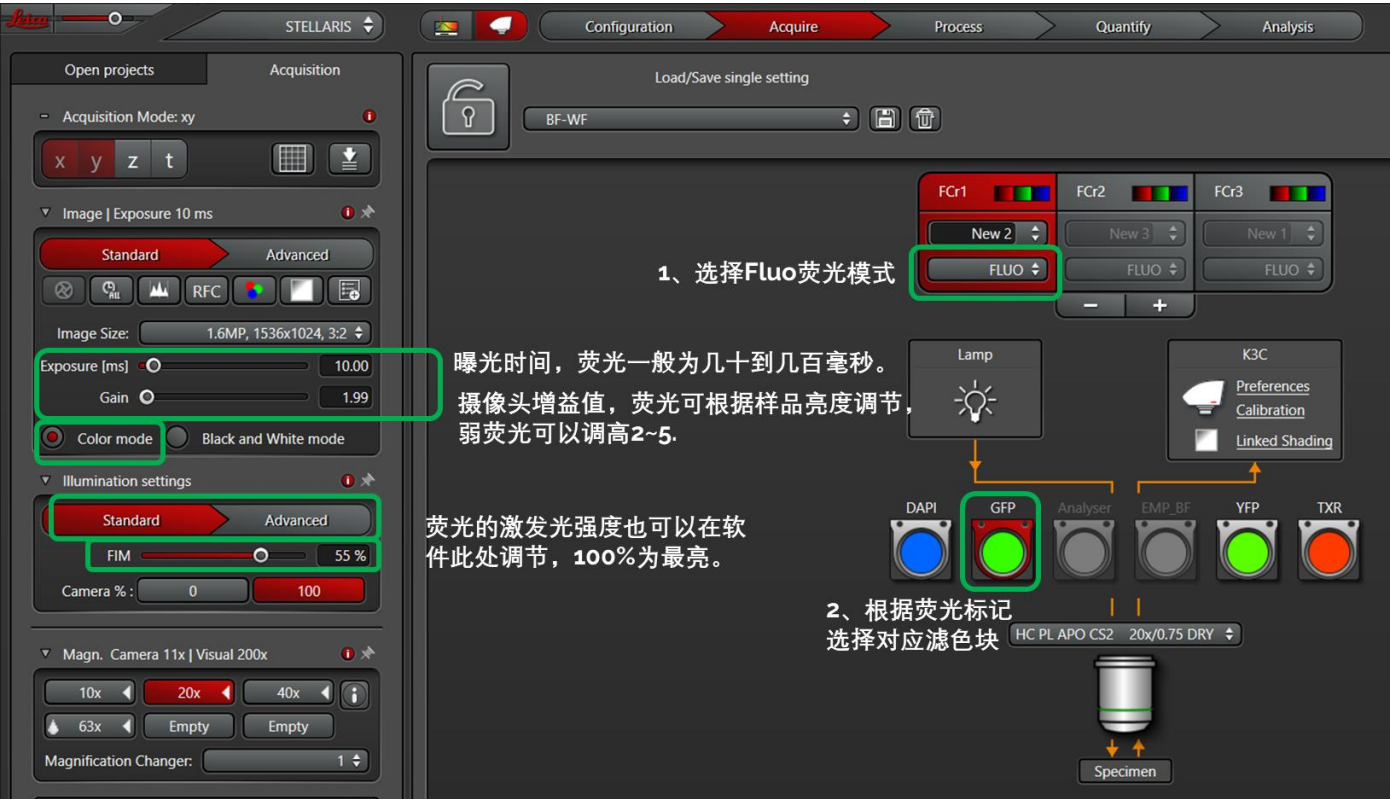 Leica
STELLARIS
Configuration
Acquire
Process
Quantify
Analysis
Open projects
Acquisition
Load/Save single setting
BF-WF
Acquisition Mode: xy
x y z t
Image | Exposure 10 ms
Standard
Advanced
ALL
RFC
Image Size:
1.6MP, 1536x1024, 3:2
Exposure [ms]
10.00
Gain
1.99
Color mode
Black and White mode
Illumination settings
Standard
Advanced
FIM
55 %
Camera % :
0
100
Magn. Camera 11x | Visual 200x
10x
20x
40x
63x
Empty
Empty
Magnification Changer:
1
FCr1
FCr2
FCr3
New 2
New 3
New 1
FLUO
FLUO
FLUO
1、选择Fluo荧光模式
曝光时间，荧光一般为几十到几百毫秒。
摄像头增益值，荧光可根据样品亮度调节，
弱荧光可以调高2~5.
荧光的激发光强度也可以在软
件此处调节，100%为最亮。
Lamp
K3C
Preferences
Calibration
Linked Shading
DAPI
GFP
Analyser
EMP_BF
YFP
TXR
2、根据荧光标记
选择对应滤色块
HC PL APO CS2 20x/0.75 DRY
Specimen